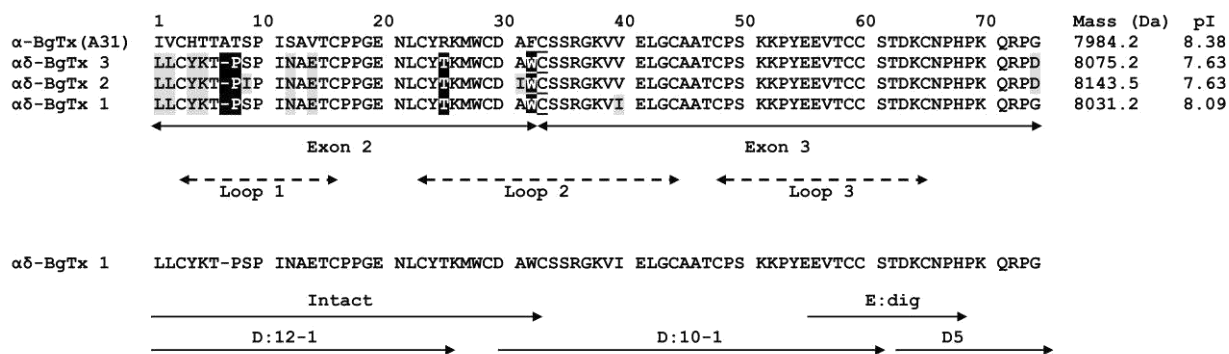 1 10 20 30 40 50 60 70 Mass (Da) pI
α-BgTx(A31) IVCHTTATSP ISAVTCPPGE NLCYRKMWCD AFCSSRGKVV ELGCAATCPS KKPYEEVTCC STDKCNPHPK QRPG 7984.2 8.38
αδ-BgTx 3 LLCYKT-PSP INAETCPPGE NLCYTKMWCD AWCSSRGKVV ELGCAATCPS KKPYEEVTCC STDKCNPHPK QRPD 8075.2 7.63
αδ-BgTx 2 LLCYKT-PIP INAETCPPGE NLCYTKMWCD IWCSSRGKVV ELGCAATCPS KKPYEEVTCC STDKCNPHPK QRPD 8143.5 7.63
αδ-BgTx 1 LLCYKT-PSP INAETCPPGE NLCYTKMWCD AWCSSRGKVI ELGCAATCPS KKPYEEVTCC STDKCNPHPK QRPG 8031.2 8.09
Exon 2 Exon 3
Loop 1 Loop 2 Loop 3
αδ-BgTx 1 LLCYKT-PSP INAETCPPGE NLCYTKMWCD AWCSSRGKVI ELGCAATCPS KKPYEEVTCC STDKCNPHPK QRPG
Intact E:dig
D:12-1 D:10-1 D5